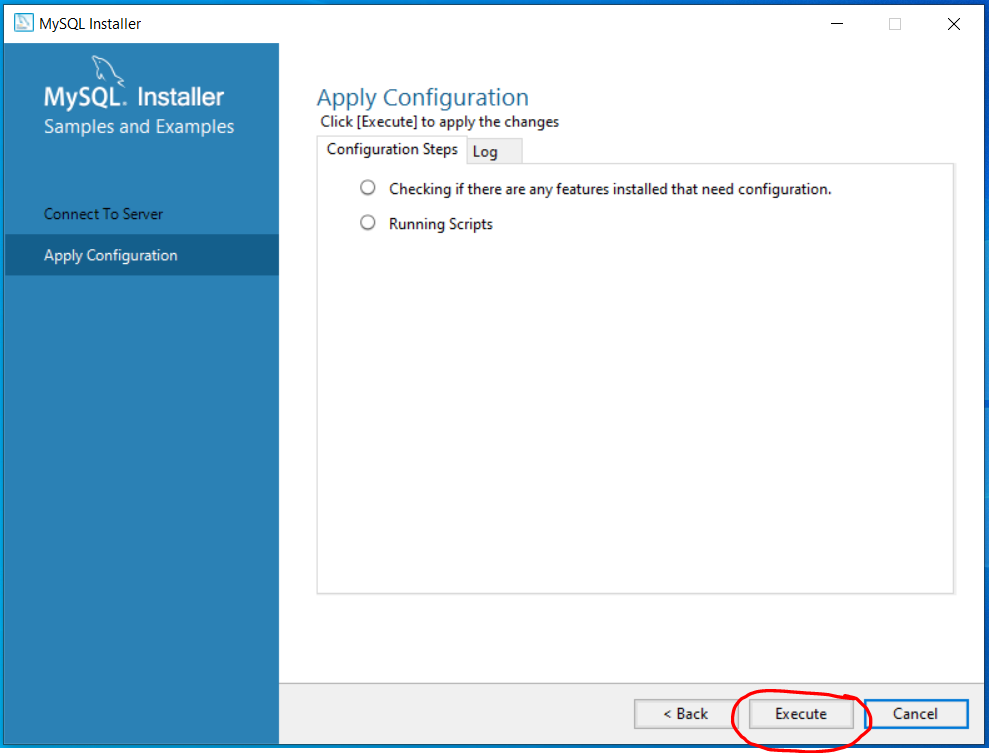 MySQL Installer
MySQL. Installer
Samples and Examples
Connect To Server
Apply Configuration
Apply Configuration
Click [Execute] to apply the changes
Configuration Steps
Log
Checking if there are any features installed that need configuration.
Running Scripts
< Back
Execute
Cancel